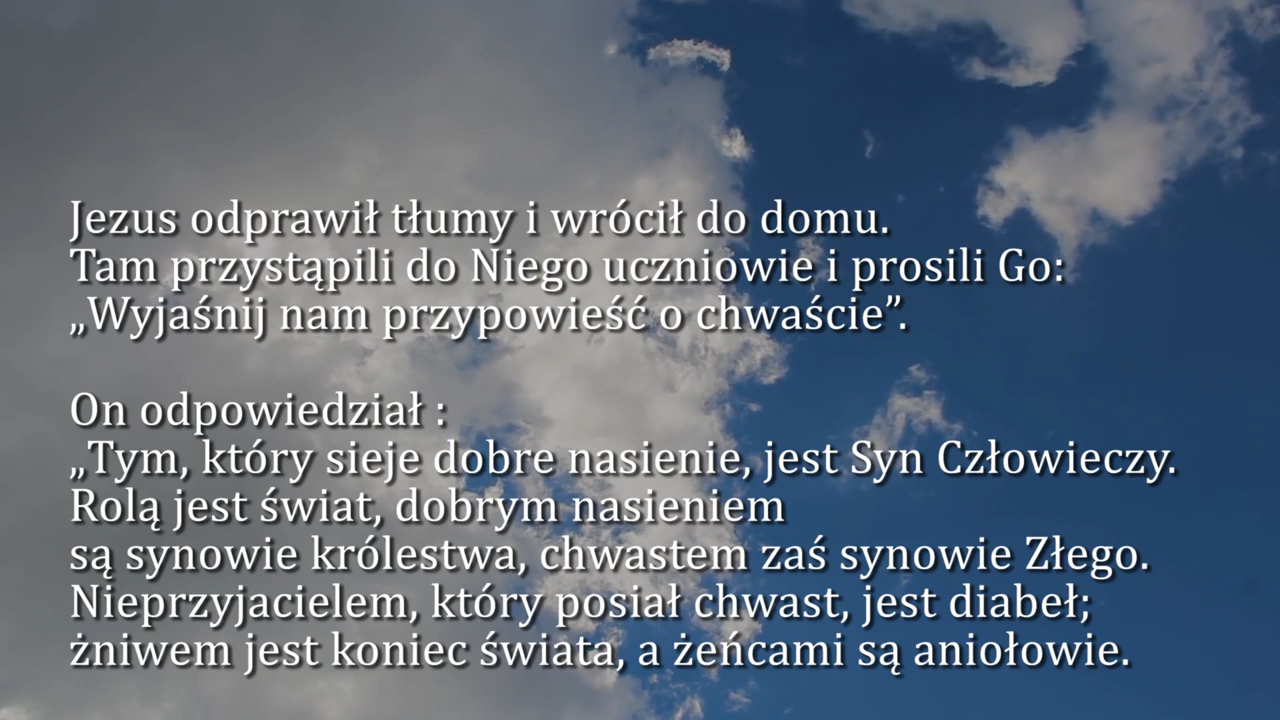 Jezus odprawił tłumy i wrócił do domu.
Tam przystąpili do Niego uczniowie i prosili Go:
„Wyjaśnij nam przypowieść o chwaście”.
On odpowiedział :
„Tym, który sieje dobre nasienie, jest Syn Człowieczy.
Rolą jest świat, dobrym nasieniem
są synowie królestwa, chwastem zaś synowie Złego.
Nieprzyjacielem, który posiał chwast, jest diabeł;
żniwem jest koniec świata, a żeńcami są aniołowie.